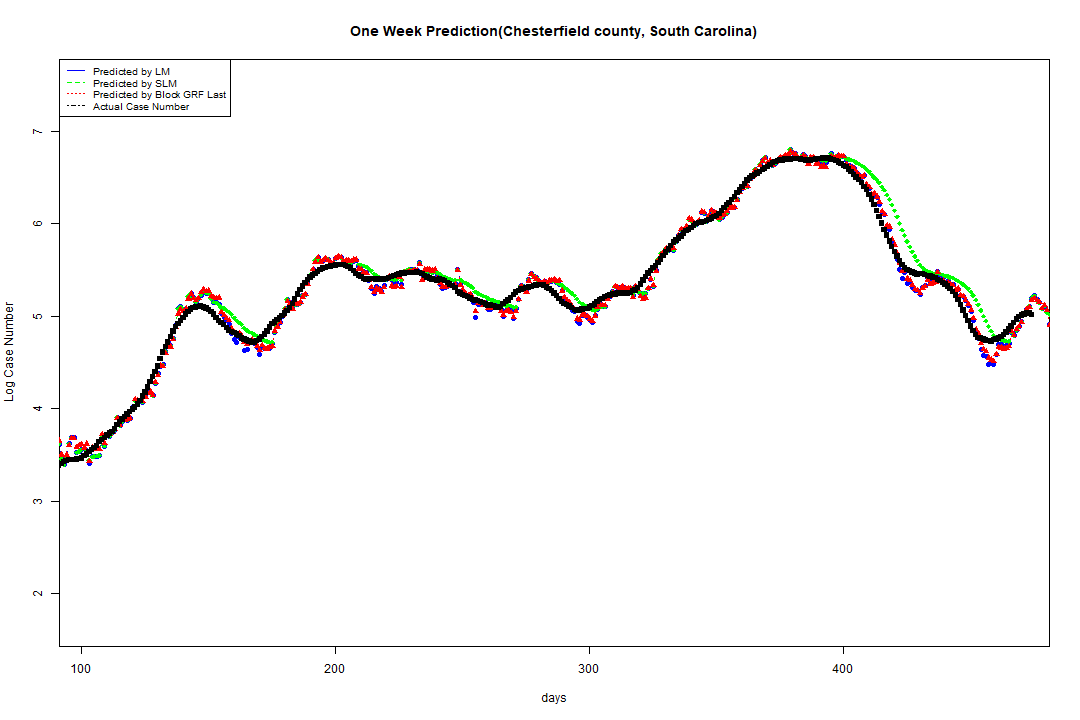 One Week Prediction(Chesterfield county, South Carolina)
Predicted by LM
Predicted by SLM
Predicted by Block GRF Last
Actual Case Number
7
6
5
4
3
2
Log Case Number
100 200 300 400
days